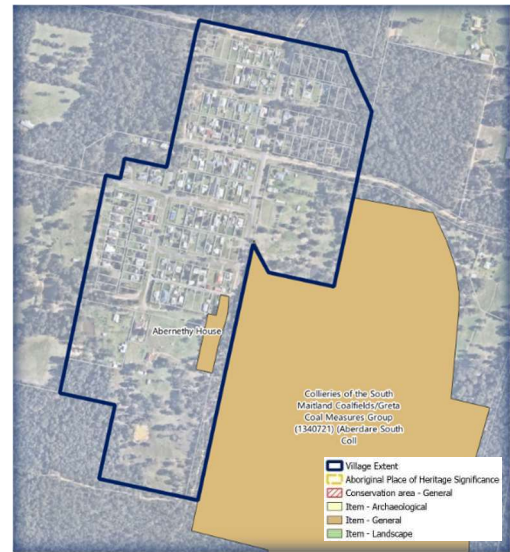 Abernethy House
Collieries of the South
Maitland Coalfields/Greta
Coal Measures Group
(1340721) (Aberdare South
Coll
Village Extent
Aboriginal Place of Heritage Significance
Conservation area - General
Item - Archaeological
Item - General
Item - Landscape